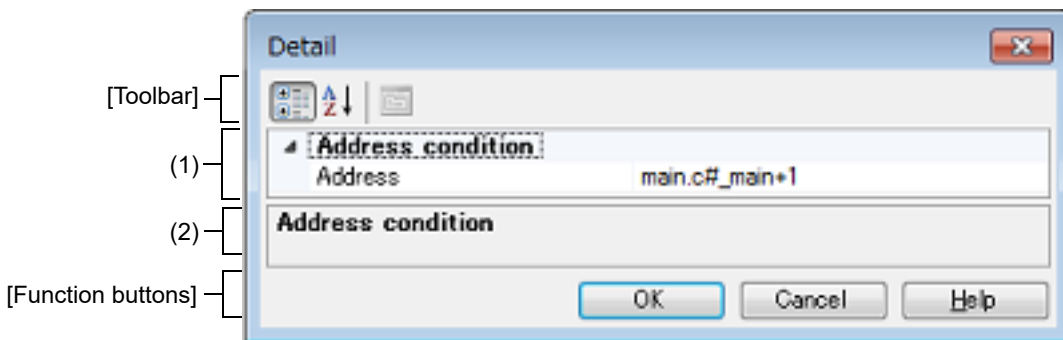 Detail
[Toolbar]
(1)
Address condition
Address main.c#_main+1
(2)
Address condition
[Function buttons]
OK Cancel Help